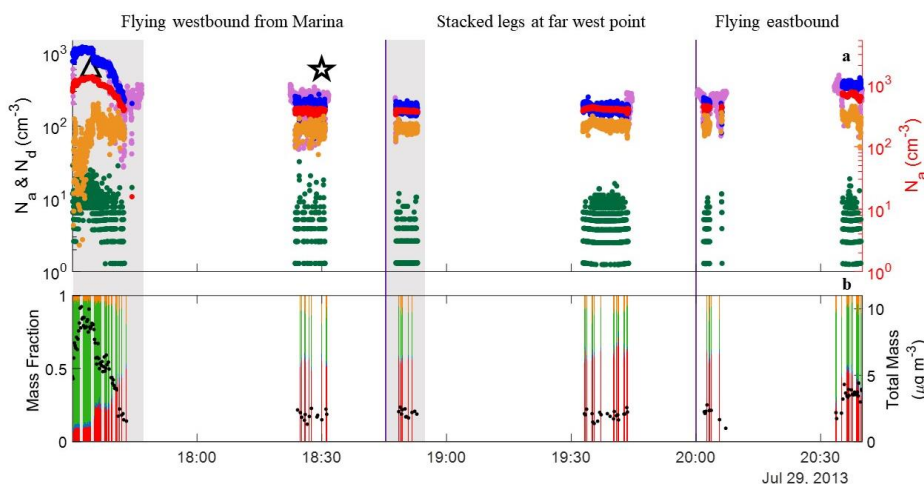 Flying westbound from Marina
Stacked legs at far west point
Flying eastbound
a
10³
10²
10¹
10⁰
Nₐ & N_d (cm⁻³)
10³
10²
10¹
10⁰
Nₐ (cm⁻³)
b
1
0.5
0
Mass Fraction
10
5
0
Total Mass
(μg m⁻³)
18:00
18:30
19:00
19:30
20:00
20:30
Jul 29, 2013